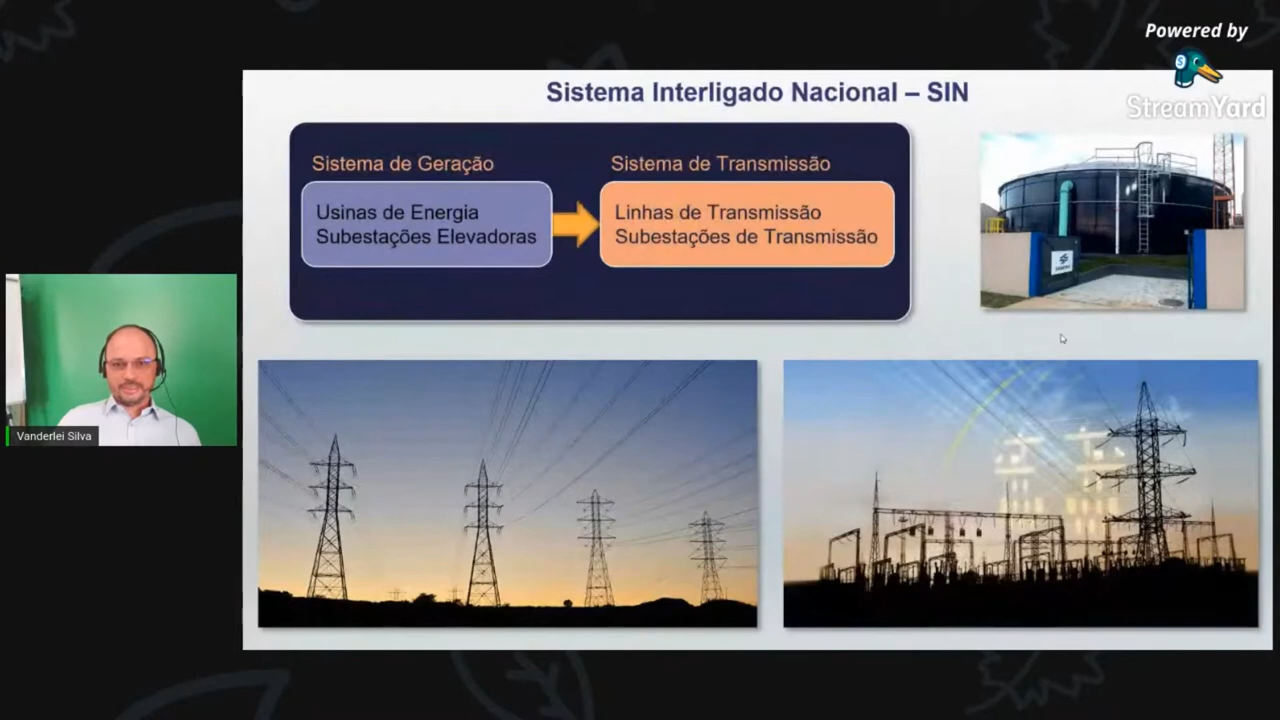 Powered by
StreamYard
Sistema Interligado Nacional – SIN
Sistema de Geração
Usinas de Energia
Subestações Elevadoras
Sistema de Transmissão
Linhas de Transmissão
Subestações de Transmissão
Vanderlei Silva